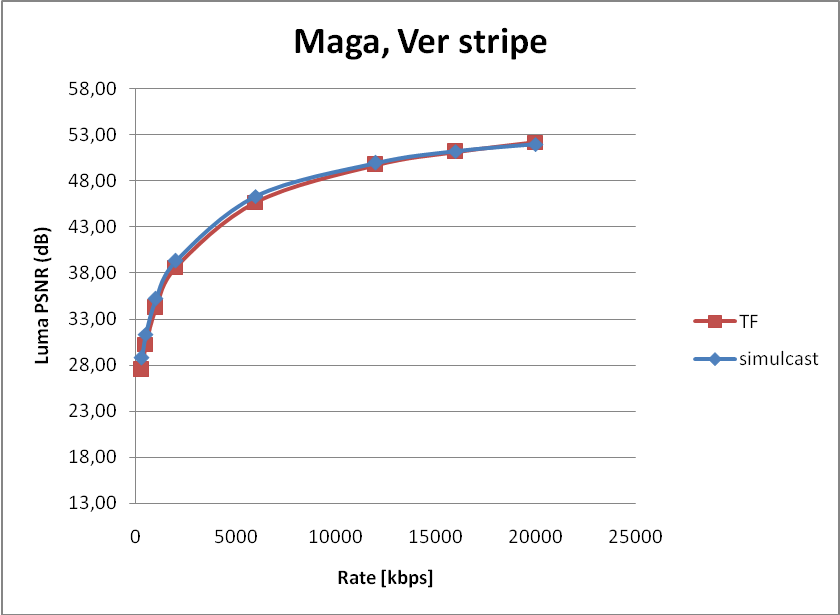 Maga, Ver stripe
58,00
53,00
48,00
43,00
38,00
33,00
28,00
23,00
18,00
13,00
Luma PSNR (dB)
0 5000 10000 15000 20000 25000
Rate [kbps]
TF
simulcast